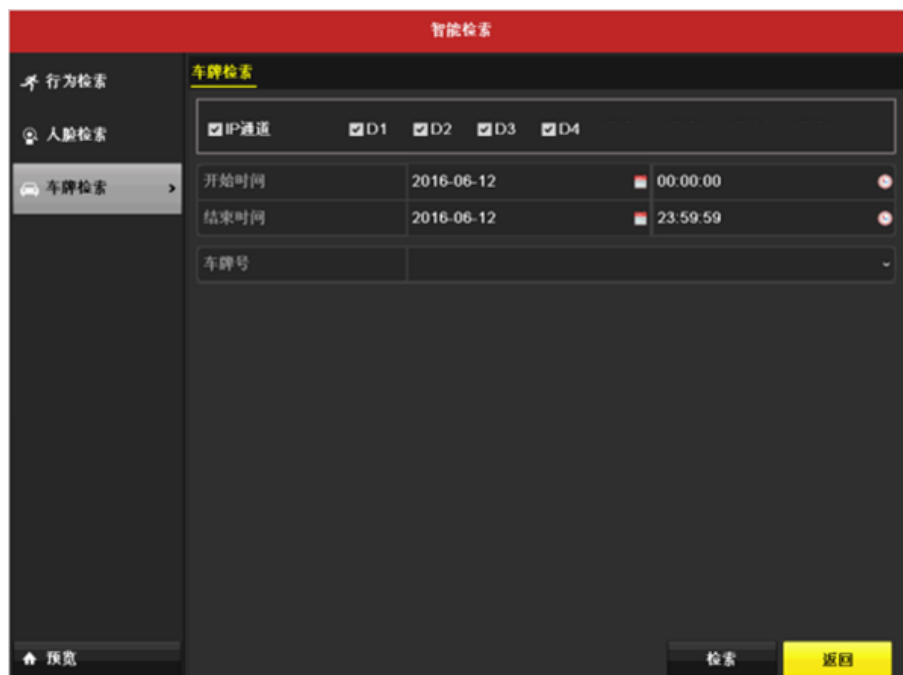 智能检索
行为检索
人脸检索
车牌检索
车牌检索
IP通道 D1 D2 D3 D4
开始时间 2016-06-12 00:00:00
结束时间 2016-06-12 23:59:59
车牌号
预览
检索 返回